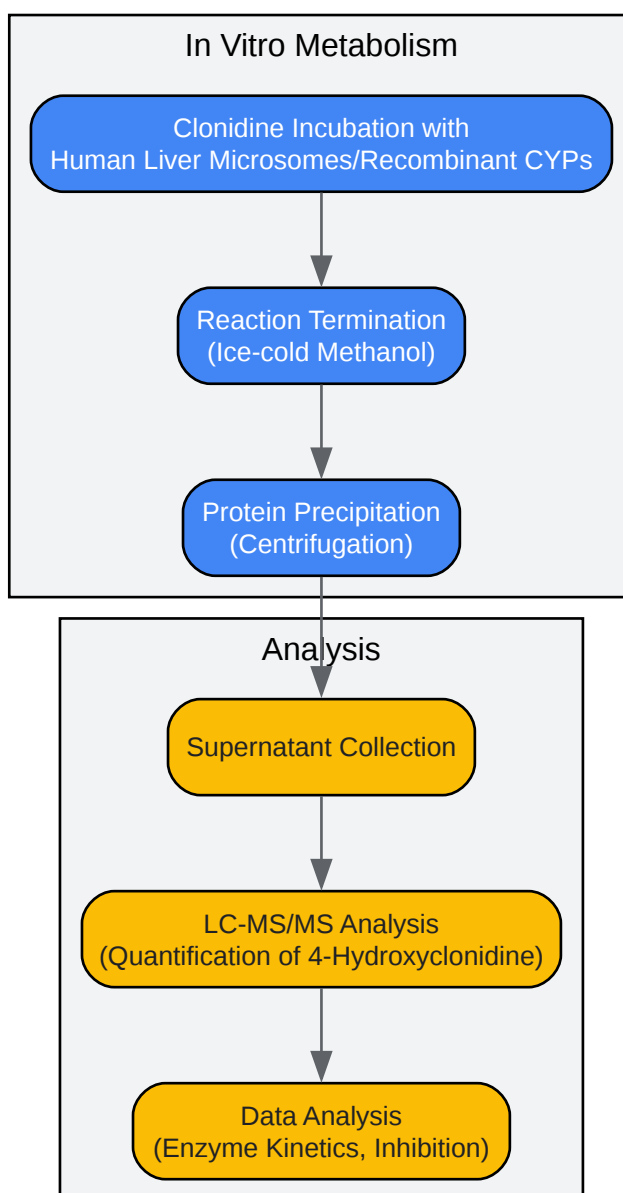 In Vitro Metabolism
Clonidine Incubation with
Human Liver Microsomes/Recombinant CYPs
Reaction Termination
(Ice-cold Methanol)
Protein Precipitation
(Centrifugation)
Analysis
Supernatant Collection
LC-MS/MS Analysis
(Quantification of 4-Hydroxyclonidine)
Data Analysis
(Enzyme Kinetics, Inhibition)